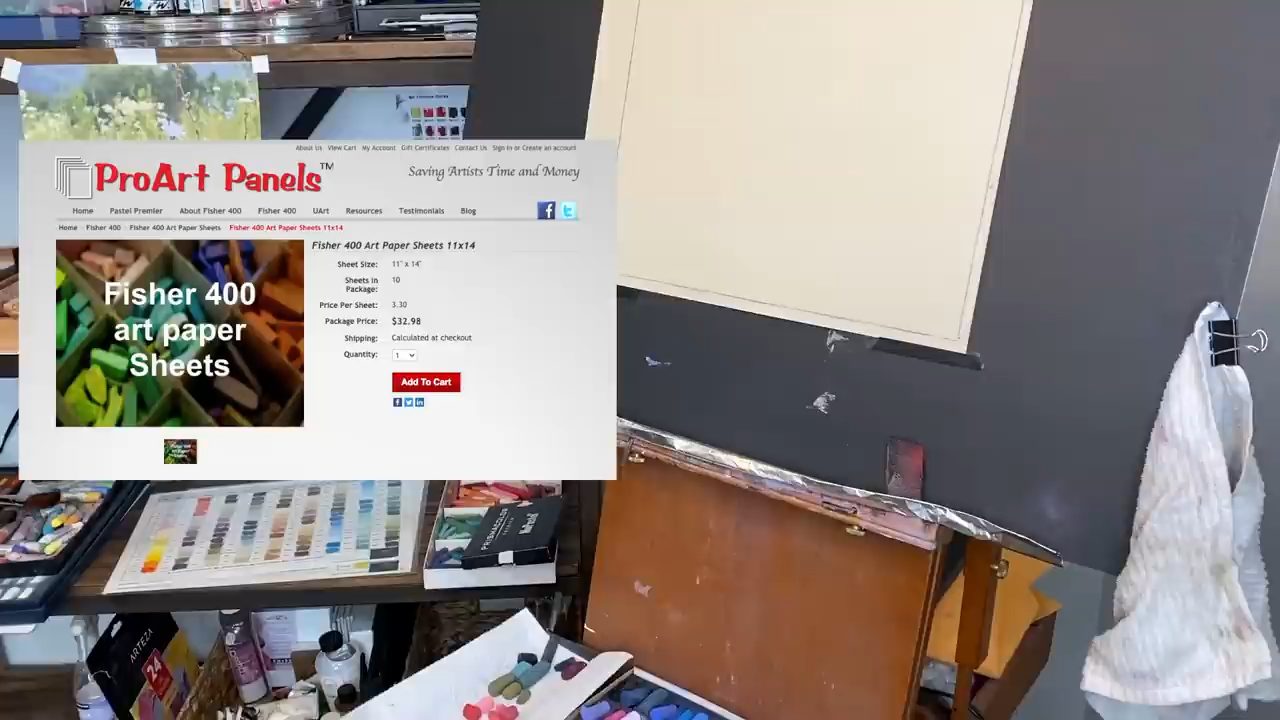 About Us View Cart My Account Gift Certificates Contact Us Sign in or Create an account
ProArt Panels™
Saving Artists Time and Money
Home Pastel Premier About Fisher 400 Fisher 400 UArt Resources Testimonials Blog
Home Fisher 400 Fisher 400 Art Paper Sheets Fisher 400 Art Paper Sheets 11x14
Fisher 400 Art Paper Sheets 11x14
Fisher 400
art paper
Sheets
Sheet Size: 11" x 14"
Sheets in Package: 10
Price Per Sheet: 3.30
Package Price: $32.98
Shipping: Calculated at checkout
Quantity: 1
Add To Cart
PRISMACOLOR
ARTEZA
24